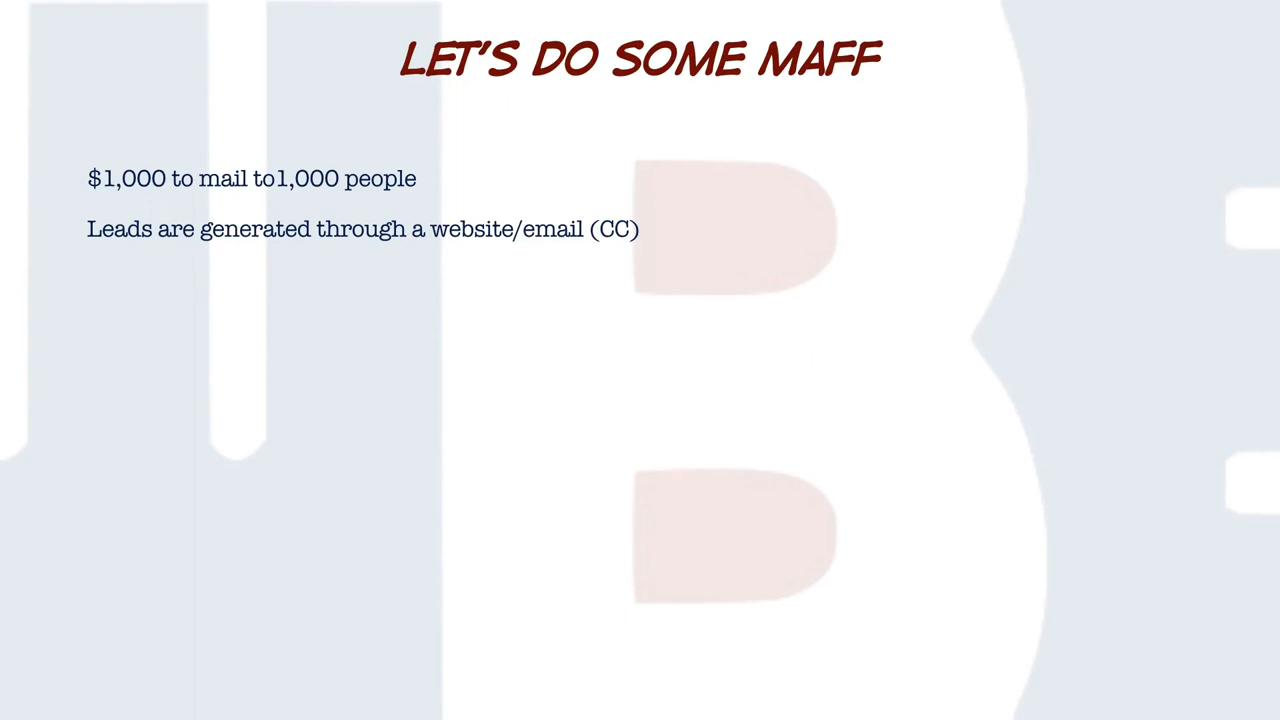 LET'S DO SOME MAFF
$1,000 to mail to1,000 people
Leads are generated through a website/email (CC)